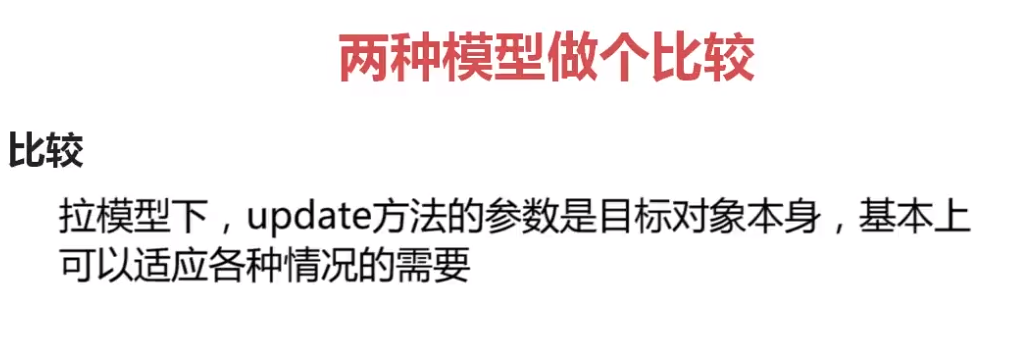 两种模型做个比较
比较
拉模型下，update方法的参数是目标对象本身，基本上
可以适应各种情况的需要